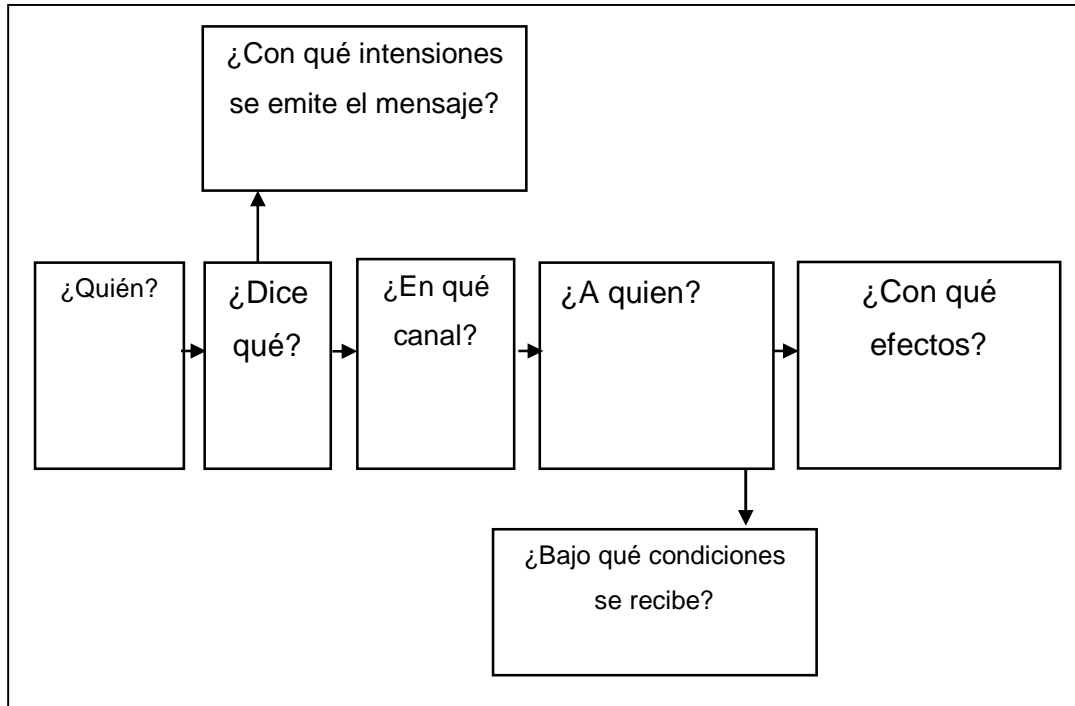 ¿Con qué intensiones
se emite el mensaje?
¿Quién?
¿Dice
qué?
¿En qué
canal?
¿A quien?
¿Con qué
efectos?
¿Bajo qué condiciones
se recibe?